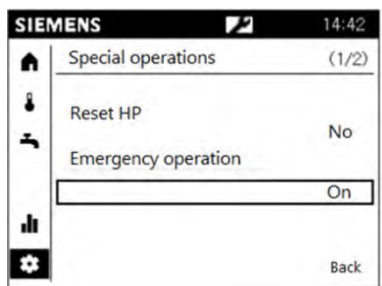 SIEMENS 14:42
Special operations (1/2)
Reset HP
No
Emergency operation
On
Back